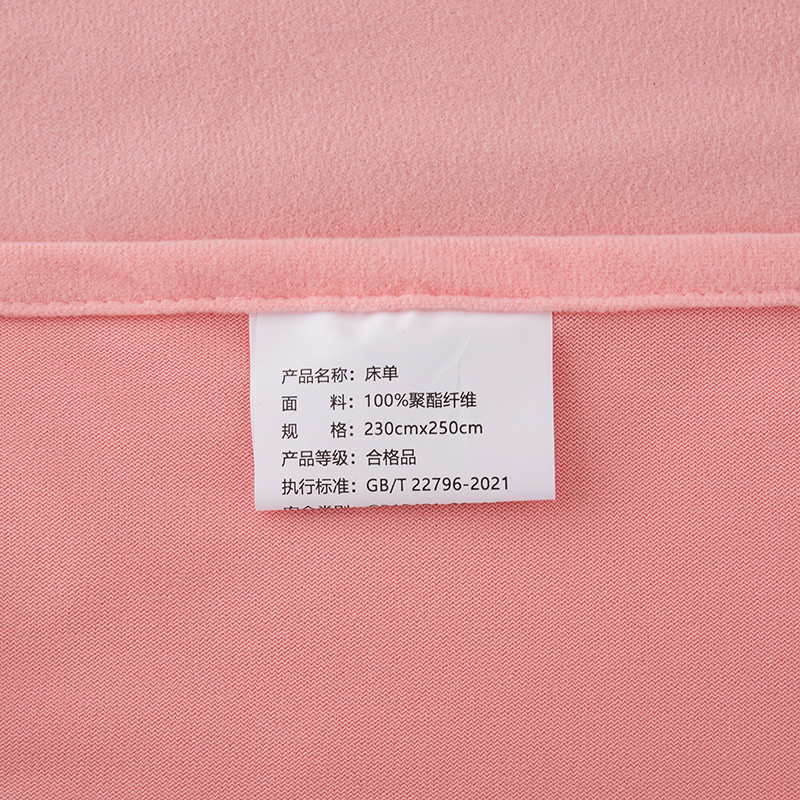 产品名称：床单
面　　料：100%聚酯纤维
规　　格：230cmx250cm
产品等级：合格品
执行标准：GB/T 22796-2021